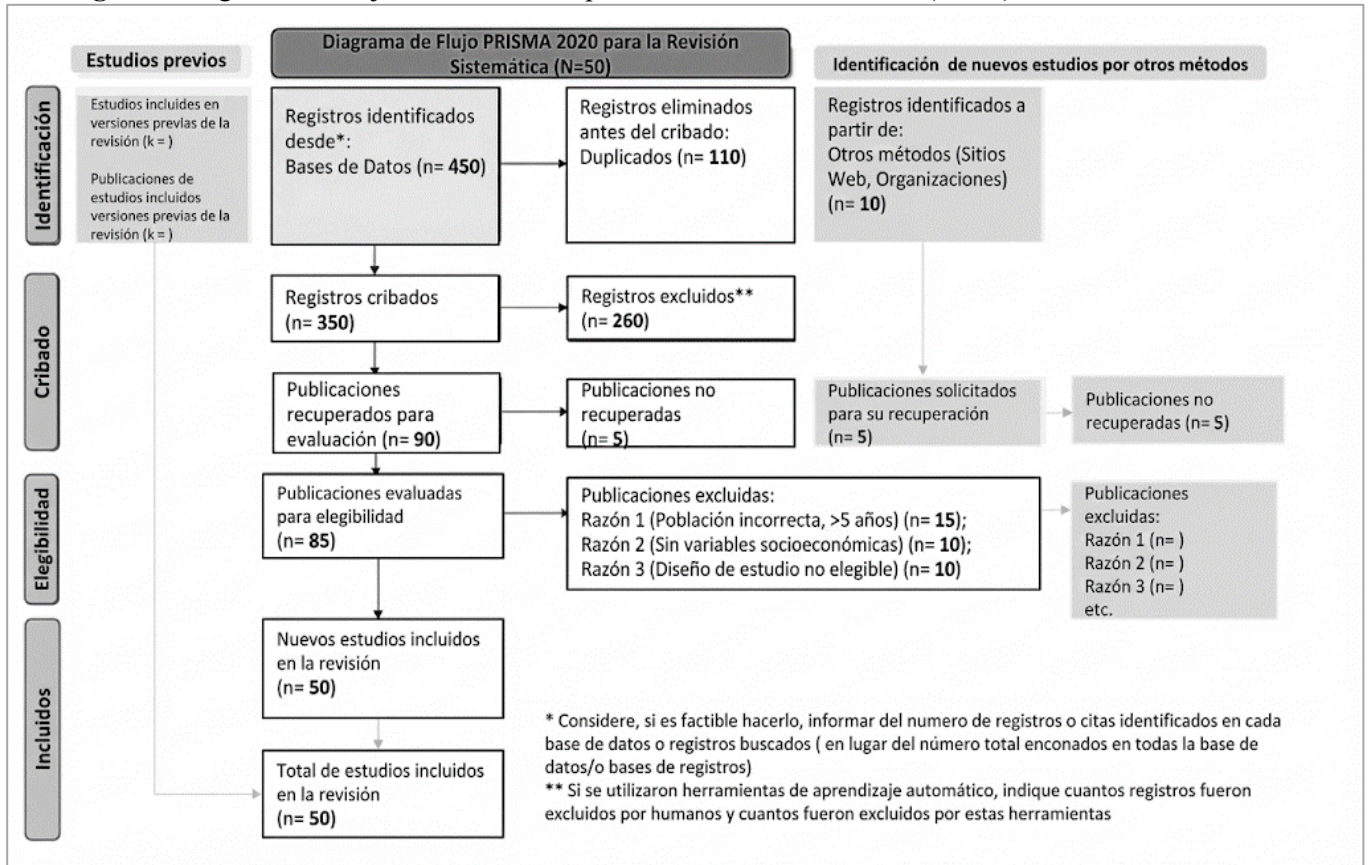 Estudios previos
Diagrama de Flujo PRISMA 2020 para la Revisión
Sistemática (N=50)
Identificación de nuevos estudios por otros métodos
Identificación
Estudios incluides en
versiones previas de la
revisión (k = )
Publicaciones de
estudios incluidos
versiones previas de la
revisión (k = )
Registros identificados
desde*:
Bases de Datos (n= 450)
Registros eliminados
antes del cribado:
Duplicados (n= 110)
Registros identificados a
partir de:
Otros métodos (Sitios
Web, Organizaciones)
(n= 10)
Cribado
Registros cribados
(n= 350)
Registros excluidos**
(n= 260)
Publicaciones
recuperados para
evaluación (n= 90)
Publicaciones no
recuperadas
(n= 5)
Publicaciones solicitados
para su recuperación
(n= 5)
Publicaciones no
recuperadas (n= 5)
Elegibilidad
Publicaciones evaluadas
para elegibilidad
(n= 85)
Publicaciones excluidas:
Razón 1 (Población incorrecta, >5 años) (n= 15);
Razón 2 (Sin variables socioeconómicas) (n= 10);
Razón 3 (Diseño de estudio no elegible) (n= 10)
Publicaciones
excluidas:
Razón 1 (n= )
Razón 2 (n= )
Razón 3 (n= )
etc.
Incluidos
Nuevos estudios incluidos
en la revisión
(n= 50)
Total de estudios incluidos
en la revisión
(n= 50)
* Considere, si es factible hacerlo, informar del numero de registros o citas identificados en cada
base de datos o registros buscados ( en lugar del número total enconados en todas la base de
datos/o bases de registros)
** Si se utilizaron herramientas de aprendizaje automático, indique cuantos registros fueron
excluidos por humanos y cuantos fueron excluidos por estas herramientas